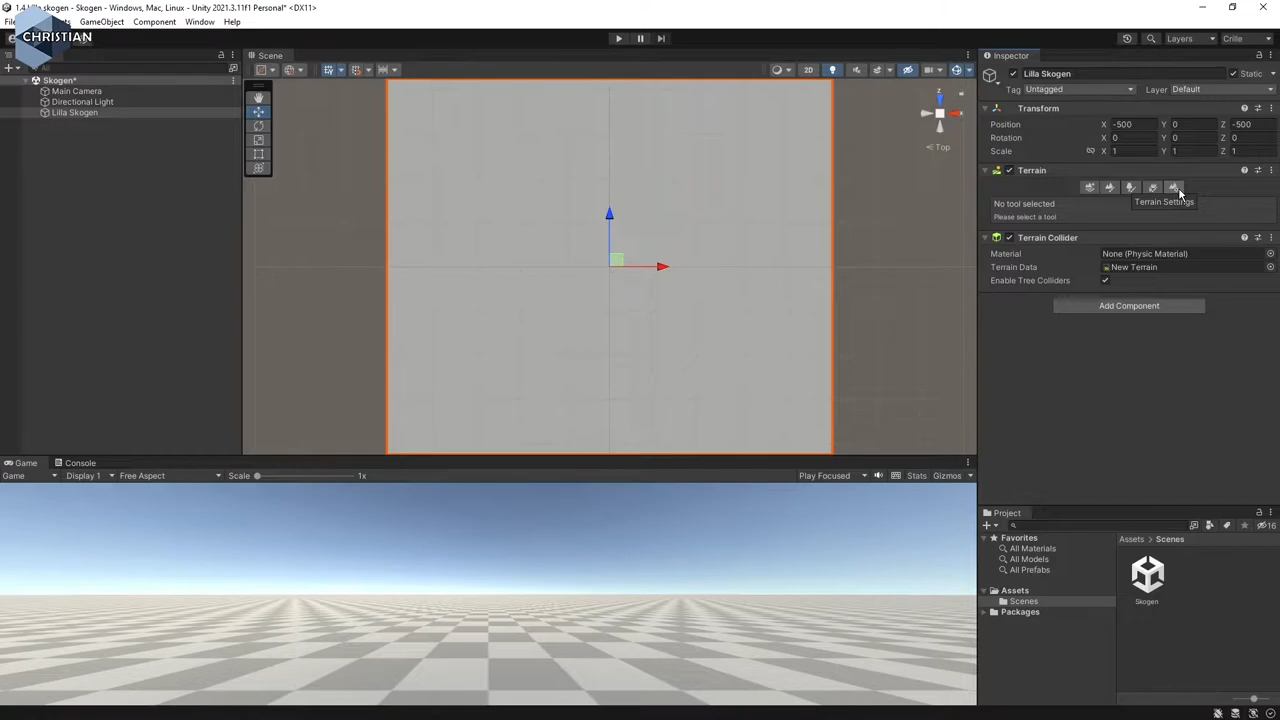 1.4 Lilla skogen - Skogen - Windows, Mac, Linux - Unity 2021.3.11f1 Personal* <DX11>
GameObject Component Window Help
CHRISTIAN
Layers Crille
All
Skogen*
Main Camera
Directional Light
Lilla Skogen
Scene
2D
z
x
Top
Inspector
Lilla Skogen Static
Tag Untagged Layer Default
Transform
Position X -500 Y 0 Z -500
Rotation X 0 Y 0 Z 0
Scale X 1 Y 1 Z 1
Terrain
No tool selected
Please select a tool
Terrain Settings
Terrain Collider
Material None (Physic Material)
Terrain Data New Terrain
Enable Tree Colliders
Add Component
Game Console
Game Display 1 Free Aspect Scale 1x Play Focused Stats Gizmos
Project
16
Favorites
All Materials
All Models
All Prefabs
Assets
Scenes
Packages
Assets > Scenes
Skogen